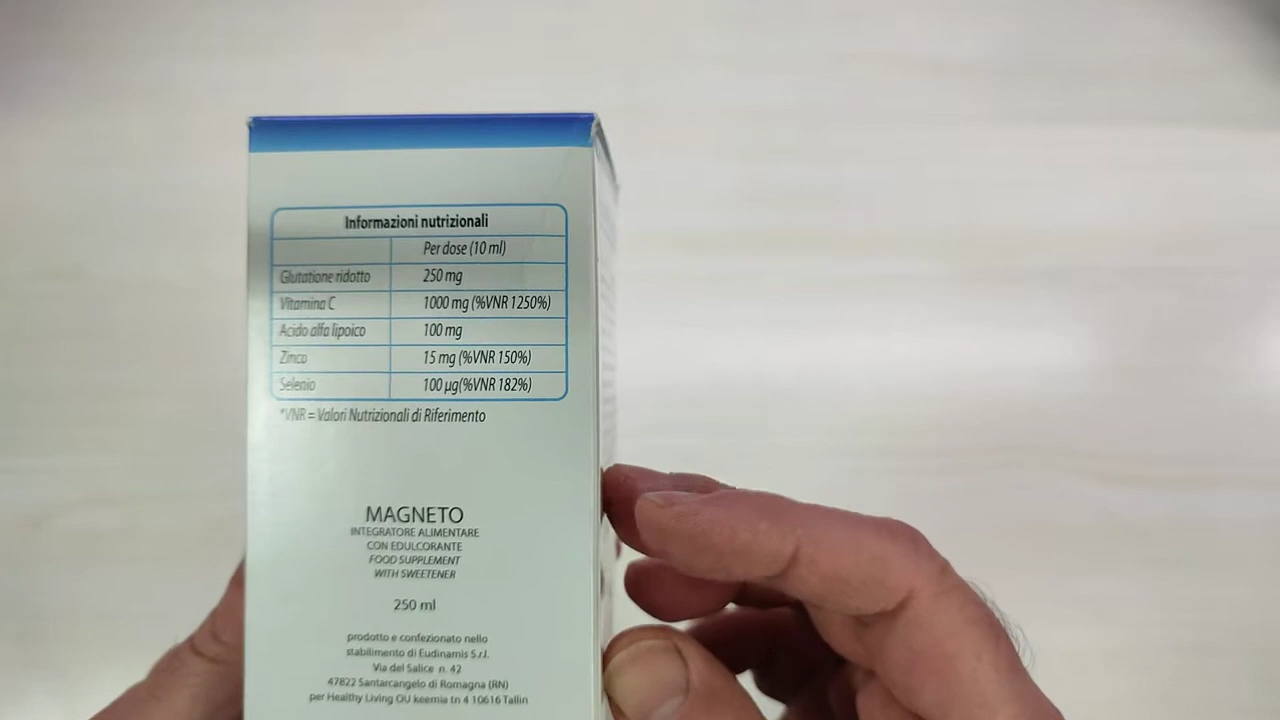 Informazioni nutrizionali
Per dose (10 ml)
Glutatione ridotto 250 mg
Vitamina C 1000 mg (%VNR 1250%)
Acido alfa lipoico 100 mg
Zinco 15 mg (%VNR 150%)
Selenio 100 µg(%VNR 182%)
*VNR = Valori Nutrizionali di Riferimento
MAGNETO
INTEGRATORE ALIMENTARE
CON EDULCORANTE
FOOD SUPPLEMENT
WITH SWEETENER
250 ml
prodotto e confezionato nello
stabilimento di Eudinamis S.r.l.
Via del Salice n. 42
47822 Santarcangelo di Romagna (RN)
per Healthy Living OU keemia tn 4 10616 Tallin